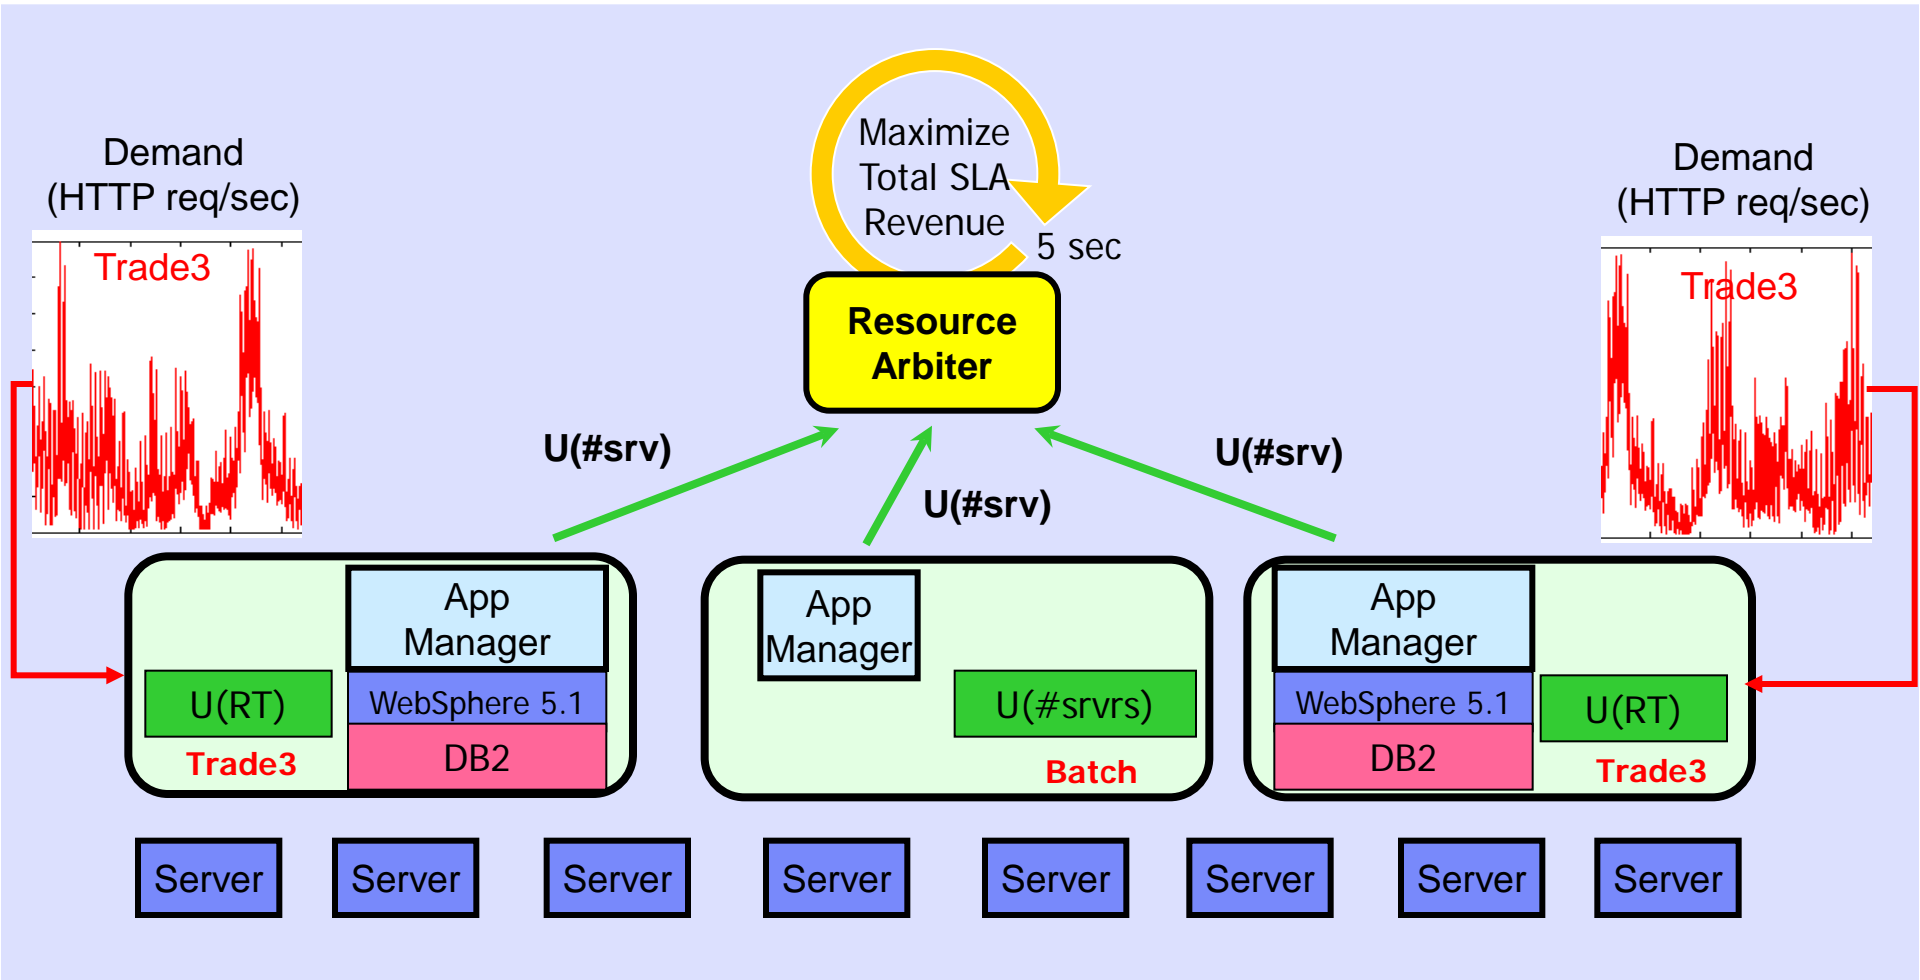 Maximize
Total SLA
Revenue
5 sec
Demand
(HTTP req/sec)
Trade3
Demand
(HTTP req/sec)
Trade3
Resource
Arbiter
U(#srv)
U(#srv)
U(#srv)
App
Manager
U(RT)
WebSphere 5.1
DB2
Trade3
App
Manager
U(#srvrs)
Batch
App
Manager
WebSphere 5.1
DB2
U(RT)
Trade3
Server
Server
Server
Server
Server
Server
Server
Server